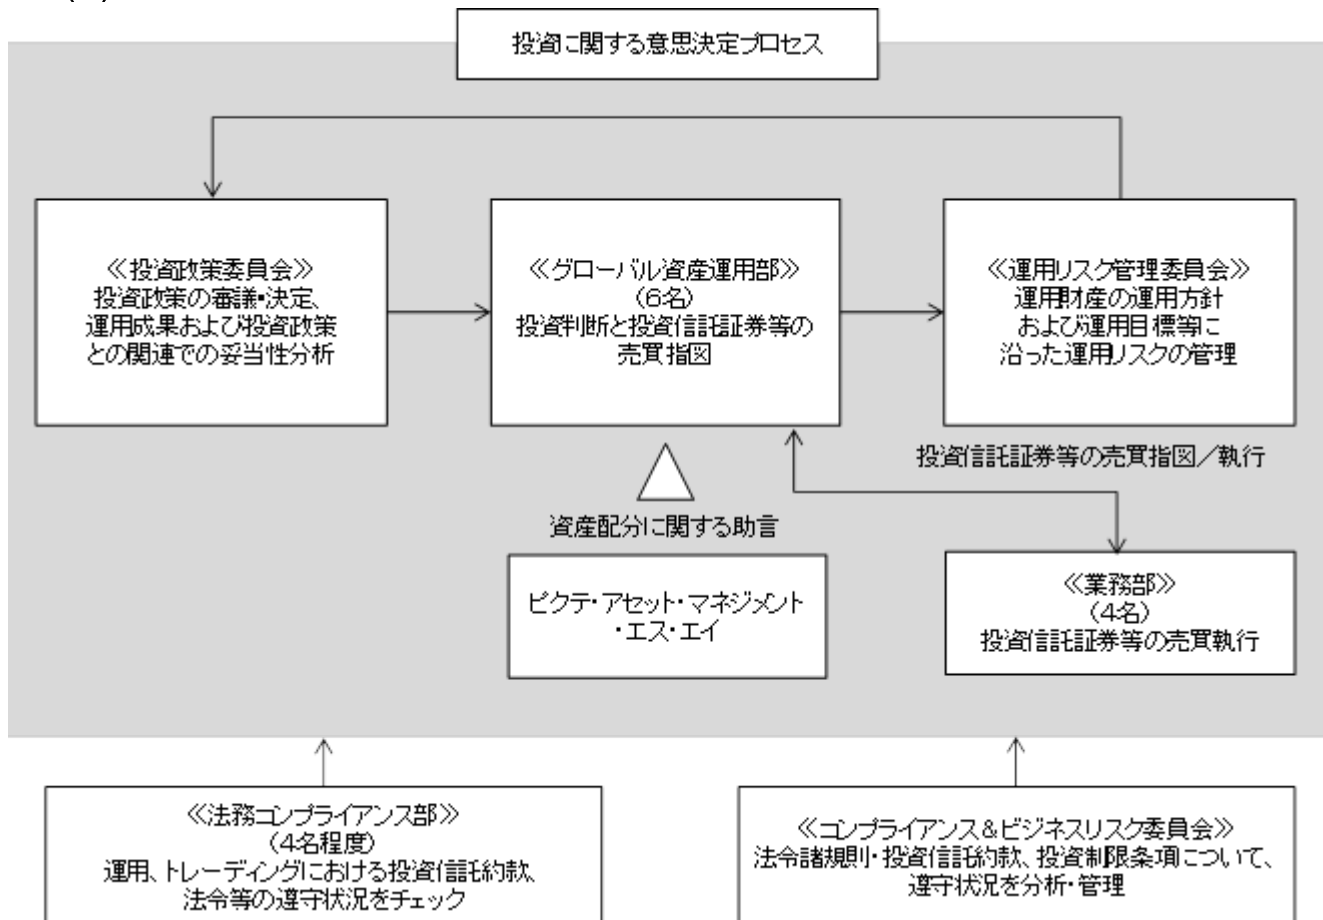 投資に関する意思決定プロセス
≪投資政策委員会≫
投資政策の審議・決定、
運用成果および投資政策
との関連での妥当性分析
≪グローバル資産運用部≫
(6名)
投資判断と投資信託証券等の
売買指図
≪運用リスク管理委員会≫
運用財産の運用方針
および運用目標等に
沿った運用リスクの管理
投資信託証券等の売買指図/執行
資産配分に関する助言
ピクテ・アセット・マネジメント
・エス・エイ
≪業務部≫
(4名)
投資信託証券等の売買執行
≪法務コンプライアンス部≫
(4名程度)
運用、トレーディングにおける投資信託約款、
法令等の遵守状況をチェック
≪コンプライアンス&ビジネスリスク委員会≫
法令諸規則・投資信託約款、投資制限条項について、
遵守状況を分析・管理